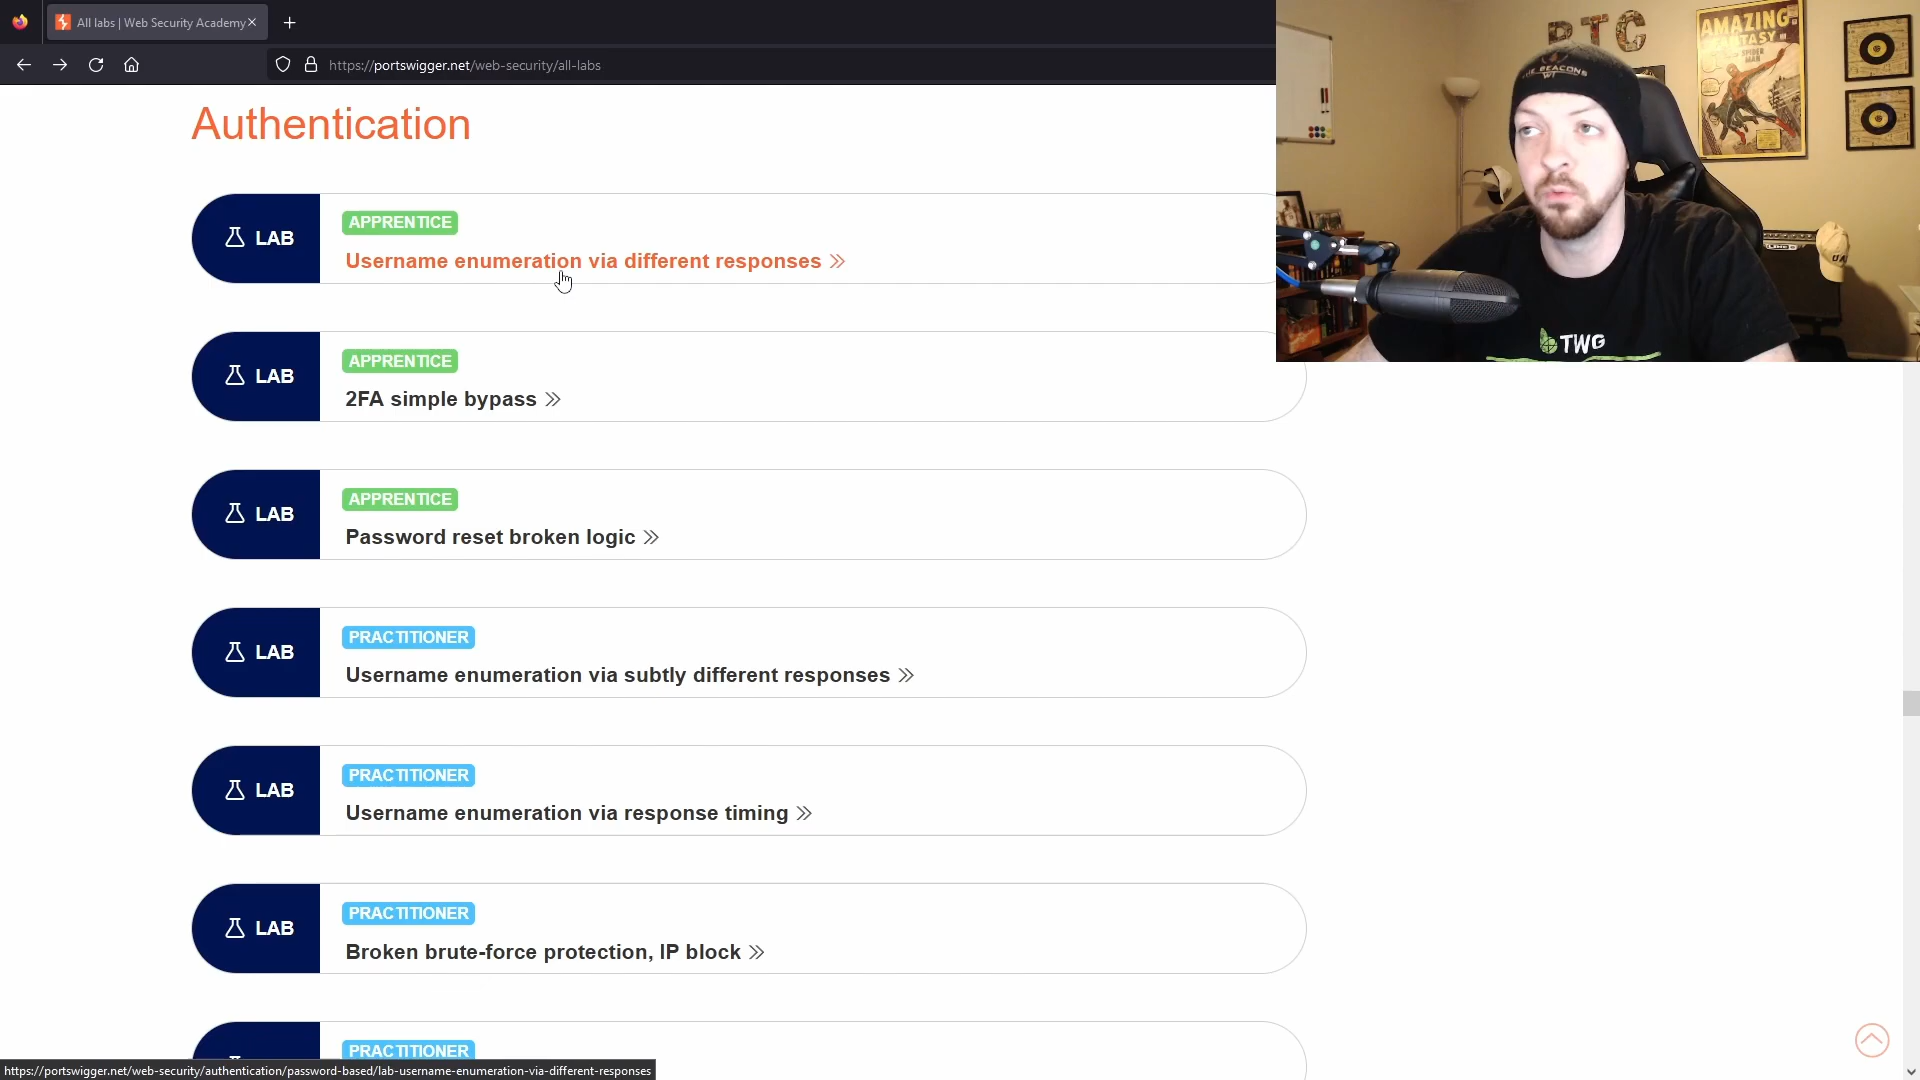 All labs | Web Security Academy
https://portswigger.net/web-security/all-labs
Authentication
LAB
APPRENTICE
Username enumeration via different responses
LAB
APPRENTICE
2FA simple bypass
LAB
APPRENTICE
Password reset broken logic
LAB
PRACTITIONER
Username enumeration via subtly different responses
LAB
PRACTITIONER
Username enumeration via response timing
LAB
PRACTITIONER
Broken brute-force protection, IP block
PRACTITIONER
https://portswigger.net/web-security/authentication/password-based/lab-username-enumeration-via-different-responses
RTC
AMAZING
FANTASY
TWG